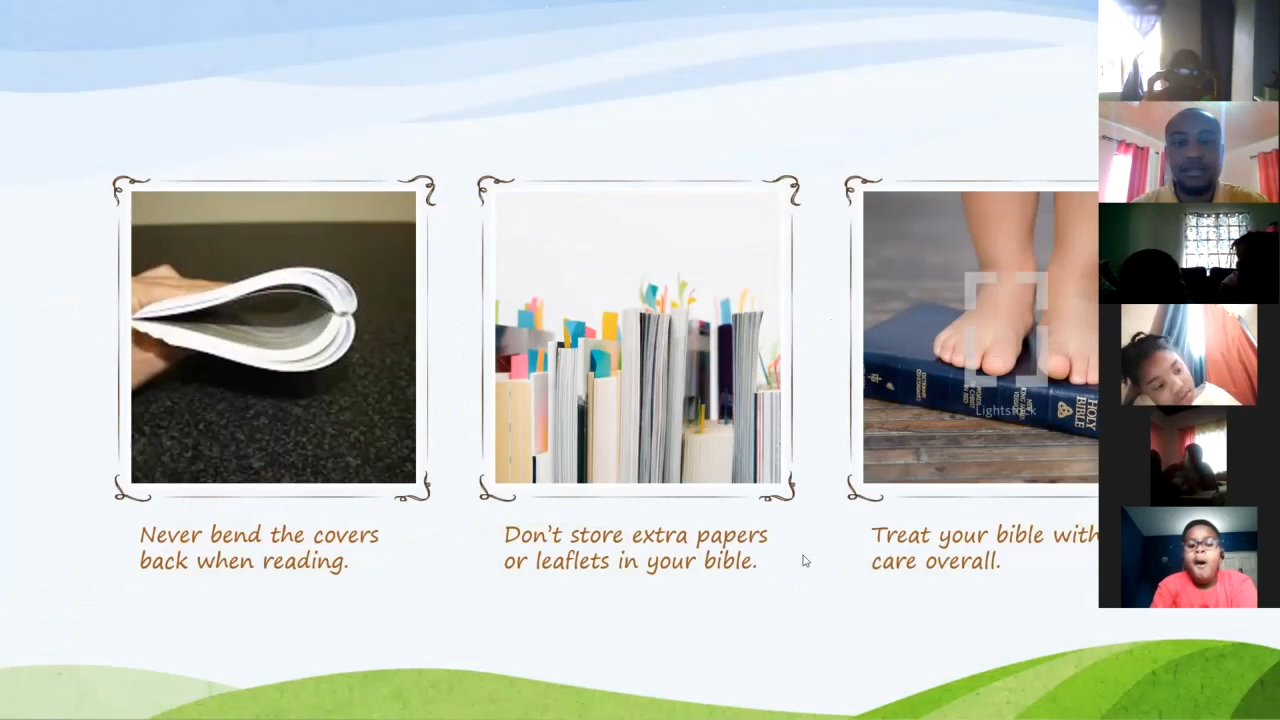 Never bend the covers
back when reading.
Don't store extra papers
or leaflets in your bible.
Treat your bible with
care overall.
HOLY
BIBLE
Lightstock